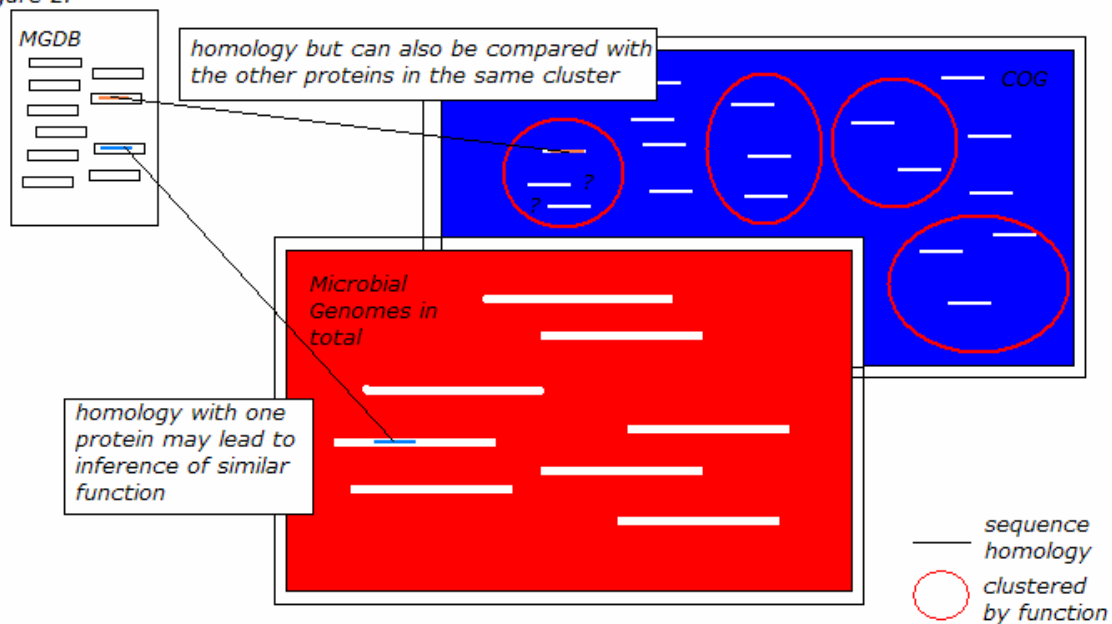 MGDB
homology but can also be compared with
the other proteins in the same cluster
COG
?
?
Microbial
Genomes in
total
homology with one
protein may lead to
inference of similar
function
sequence
homology
clustered
by function